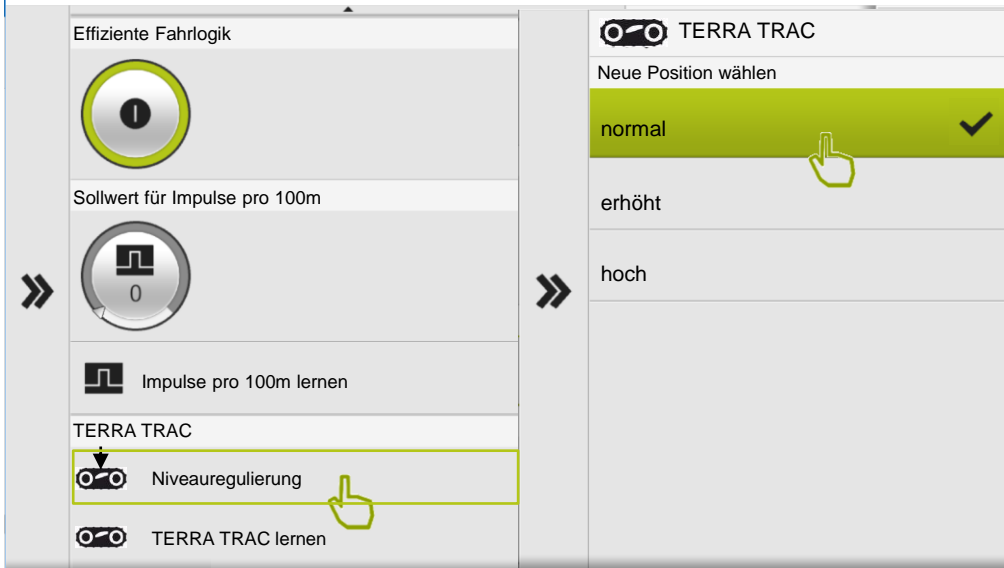 Effiziente Fahrlogik
Sollwert für Impulse pro 100m
0
Impulse pro 100m lernen
TERRA TRAC
Niveauregulierung
TERRA TRAC lernen
TERRA TRAC
Neue Position wählen
normal
erhöht
hoch